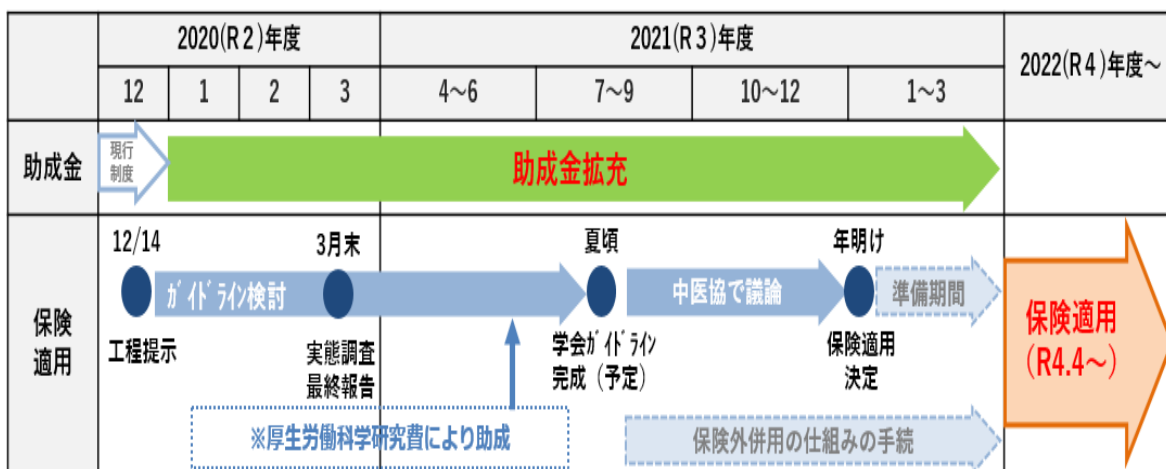 2020(R2)年度
2021(R3)年度
2022(R4)年度～
12
1
2
3
4～6
7～9
10～12
1～3
助成金
現行
制度
助成金拡充
保険
適用
12/14
3月末
夏頃
年明け
ｶﾞｲﾄﾞﾗｲﾝ検討
中医協で議論
準備期間
工程提示
実態調査
最終報告
学会ｶﾞｲﾄﾞﾗｲﾝ
完成（予定）
保険適用
決定
保険適用
（R4.4～）
※厚生労働科学研究費により助成
保険外併用の仕組みの手続